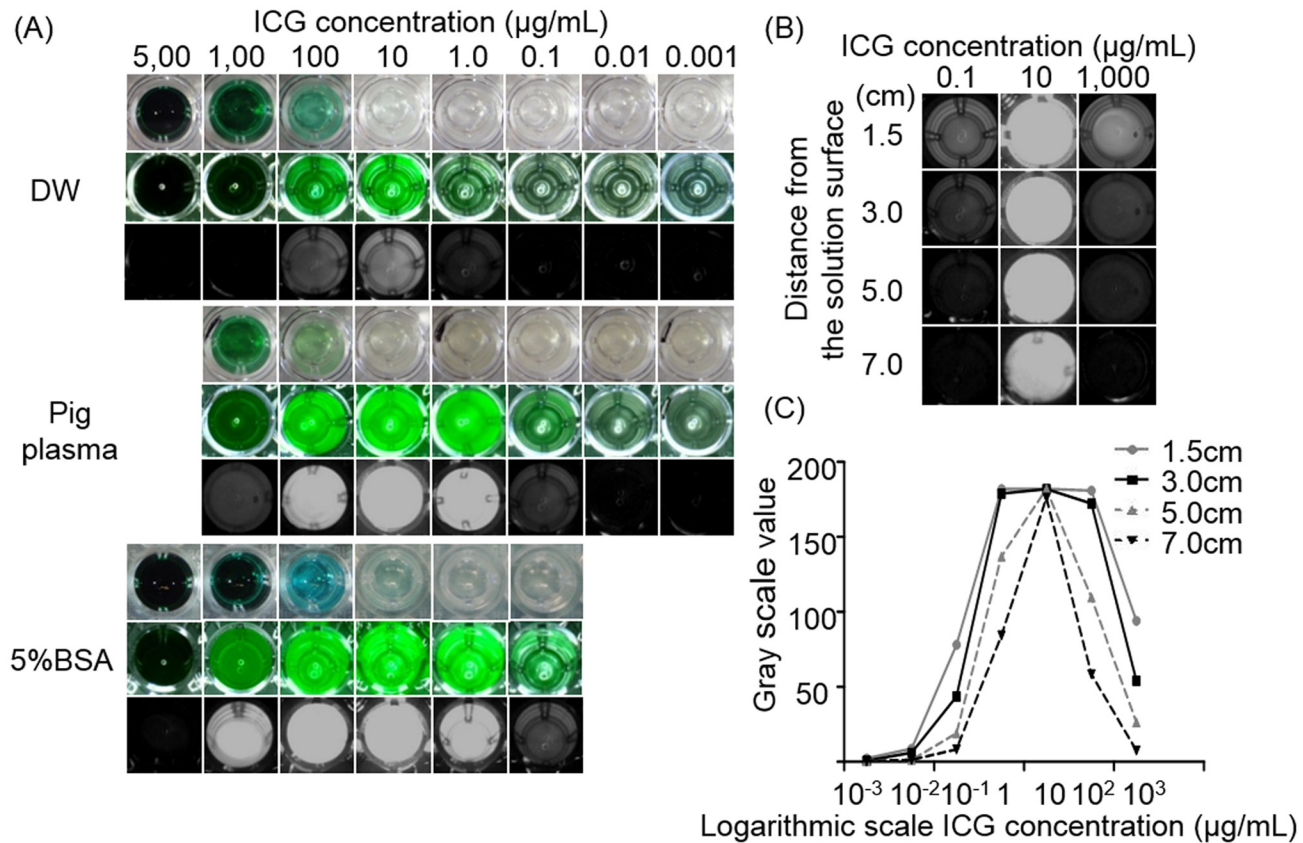 (A)
ICG concentration (µg/mL)
5,00 1,00 100 10 1.0 0.1 0.01 0.001
DW
Pig
plasma
5%BSA
(B)
ICG concentration (µg/mL)
0.1 10 1,000
(cm)
Distance from
the solution surface
1.5
3.0
5.0
7.0
(C)
Gray scale value
200
150
100
50
10-3 10-2 10-1 1 10 102 103
Logarithmic scale ICG concentration (µg/mL)
1.5cm
3.0cm
5.0cm
7.0cm